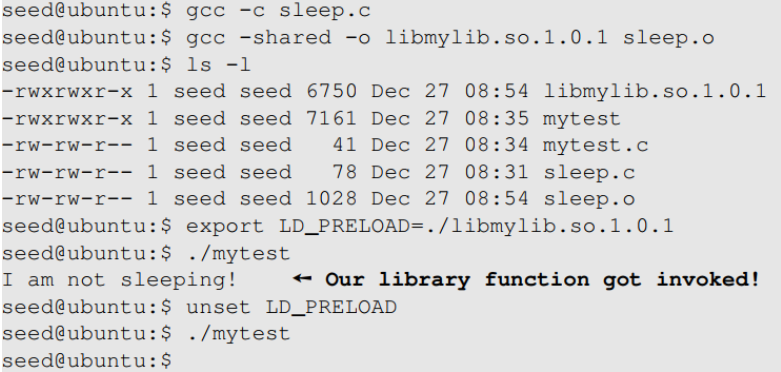 seed@ubuntu:$ gcc -c sleep.c
seed@ubuntu:$ gcc -shared -o libmylib.so.1.0.1 sleep.o
seed@ubuntu:$ ls -l
-rwxrwxr-x 1 seed seed 6750 Dec 27 08:54 libmylib.so.1.0.1
-rwxrwxr-x 1 seed seed 7161 Dec 27 08:35 mytest
-rw-rw-r-- 1 seed seed   41 Dec 27 08:34 mytest.c
-rw-rw-r-- 1 seed seed   78 Dec 27 08:31 sleep.c
-rw-rw-r-- 1 seed seed 1028 Dec 27 08:54 sleep.o
seed@ubuntu:$ export LD_PRELOAD=./libmylib.so.1.0.1
seed@ubuntu:$ ./mytest
I am not sleeping!    ← Our library function got invoked!
seed@ubuntu:$ unset LD_PRELOAD
seed@ubuntu:$ ./mytest
seed@ubuntu:$